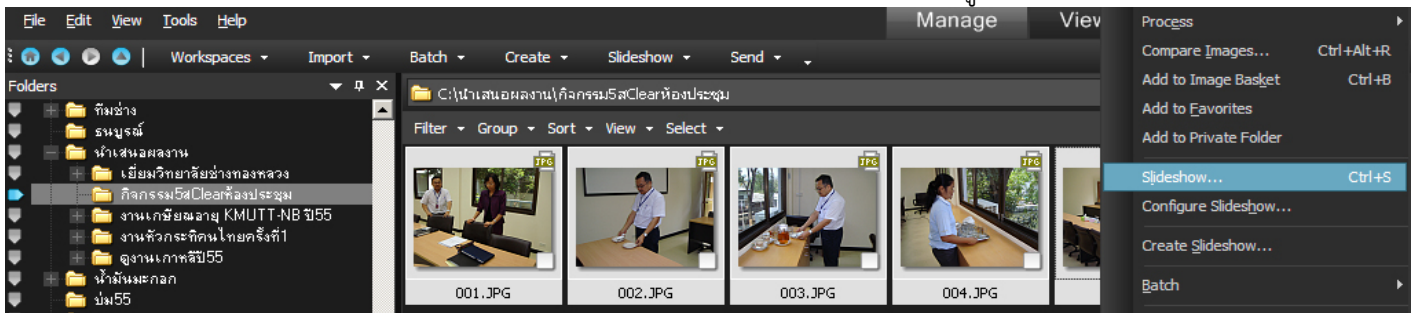 File Edit View Tools Help
Manage View
Workspaces Import Batch Create Slideshow Send
Folders
C:\นำเสนอผลงาน\กิจกรรม5สClearห้องประชุม
Filter Group Sort View Select
ทีมช่าง
ธนบูรณ์
นำเสนอผลงาน
เยี่ยมวิทยาลัยช่างทองหลวง
กิจกรรม5สClearห้องประชุม
งานเกษียณอายุ KMUTT-NB ปี55
งานทัวกระทิคนไทยครั้งที่1
ดูงานเกาหลีปี55
น้ำมันมะกอก
บ่ม55
JPG JPG JPG JPG
001.JPG 002.JPG 003.JPG 004.JPG
Process
Compare Images... Ctrl+Alt+R
Add to Image Basket Ctrl+B
Add to Favorites
Add to Private Folder
Slideshow... Ctrl+S
Configure Slideshow...
Create Slideshow...
Batch